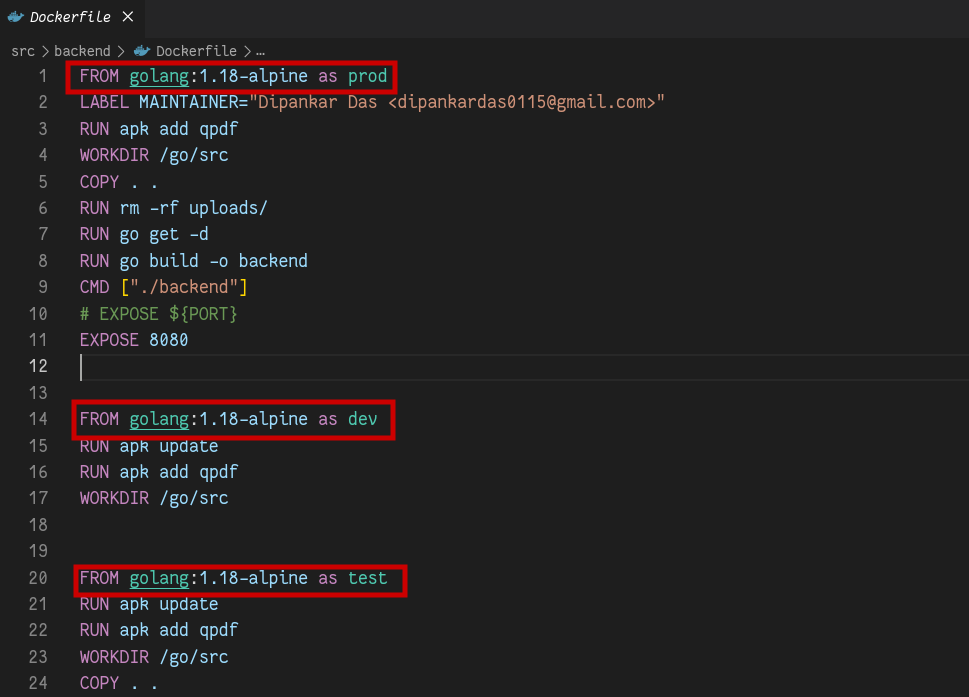 Dockerfile ×
src > backend > Dockerfile > ...
1 FROM golang:1.18-alpine as prod
2 LABEL MAINTAINER="Dipankar Das <dipankardas0115@gmail.com>"
3 RUN apk add qpdf
4 WORKDIR /go/src
5 COPY . .
6 RUN rm -rf uploads/
7 RUN go get -d
8 RUN go build -o backend
9 CMD ["./backend"]
10 # EXPOSE ${PORT}
11 EXPOSE 8080
12
13
14 FROM golang:1.18-alpine as dev
15 RUN apk update
16 RUN apk add qpdf
17 WORKDIR /go/src
18
19
20 FROM golang:1.18-alpine as test
21 RUN apk update
22 RUN apk add qpdf
23 WORKDIR /go/src
24 COPY . .